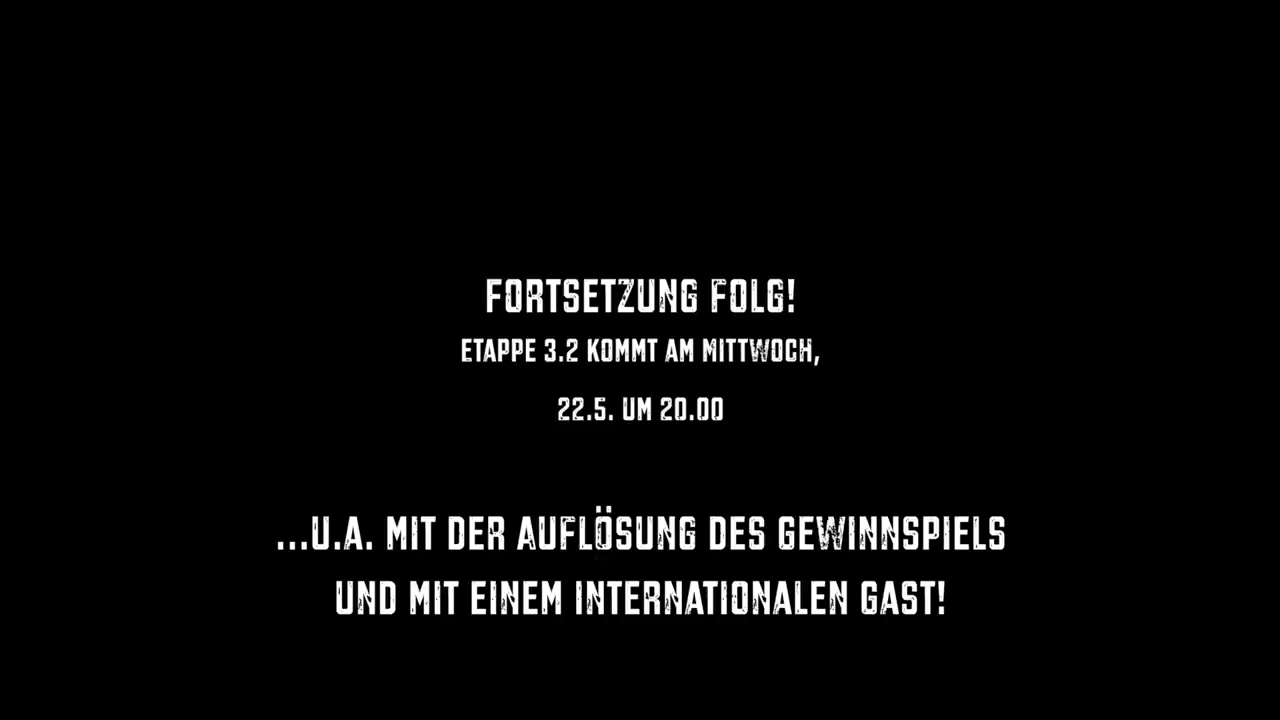 FORTSETZUNG FOLG!
ETAPPE 3.2 KOMMT AM MITTWOCH,
22.5. UM 20.00
...U.A. MIT DER AUFLÖSUNG DES GEWINNSPIELS
UND MIT EINEM INTERNATIONALEN GAST!